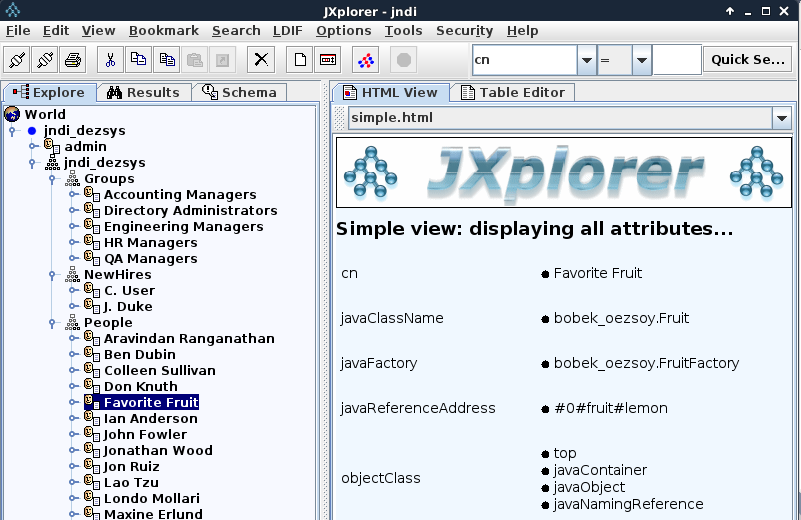 JXplorer - jndi
File Edit View Bookmark Search LDIF Options Tools Security Help
cn = Quick Se...
Explore Results Schema
World
jndi_dezsys
admin
jndi_dezsys
Groups
Accounting Managers
Directory Administrators
Engineering Managers
HR Managers
QA Managers
NewHires
C. User
J. Duke
People
Aravindan Ranganathan
Ben Dubin
Colleen Sullivan
Don Knuth
Favorite Fruit
Ian Anderson
John Fowler
Jonathan Wood
Jon Ruiz
Lao Tzu
Londo Mollari
Maxine Erlund
HTML View Table Editor
simple.html
JXplorer
Simple view: displaying all attributes...
cn ● Favorite Fruit
javaClassName ● bobek_oezsoy.Fruit
javaFactory ● bobek_oezsoy.FruitFactory
javaReferenceAddress ● #0#fruit#lemon
objectClass
● top
● javaContainer
● javaObject
● javaNamingReference